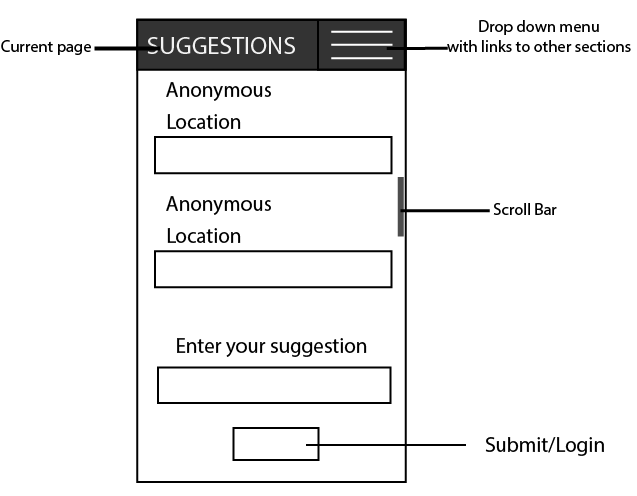 Drop down menu
Current page
SUGGESTIONS
with links to other sections
Anonymous
Location
Anonymous
Location
Scroll Bar
Enter your suggestion
Submit/Login